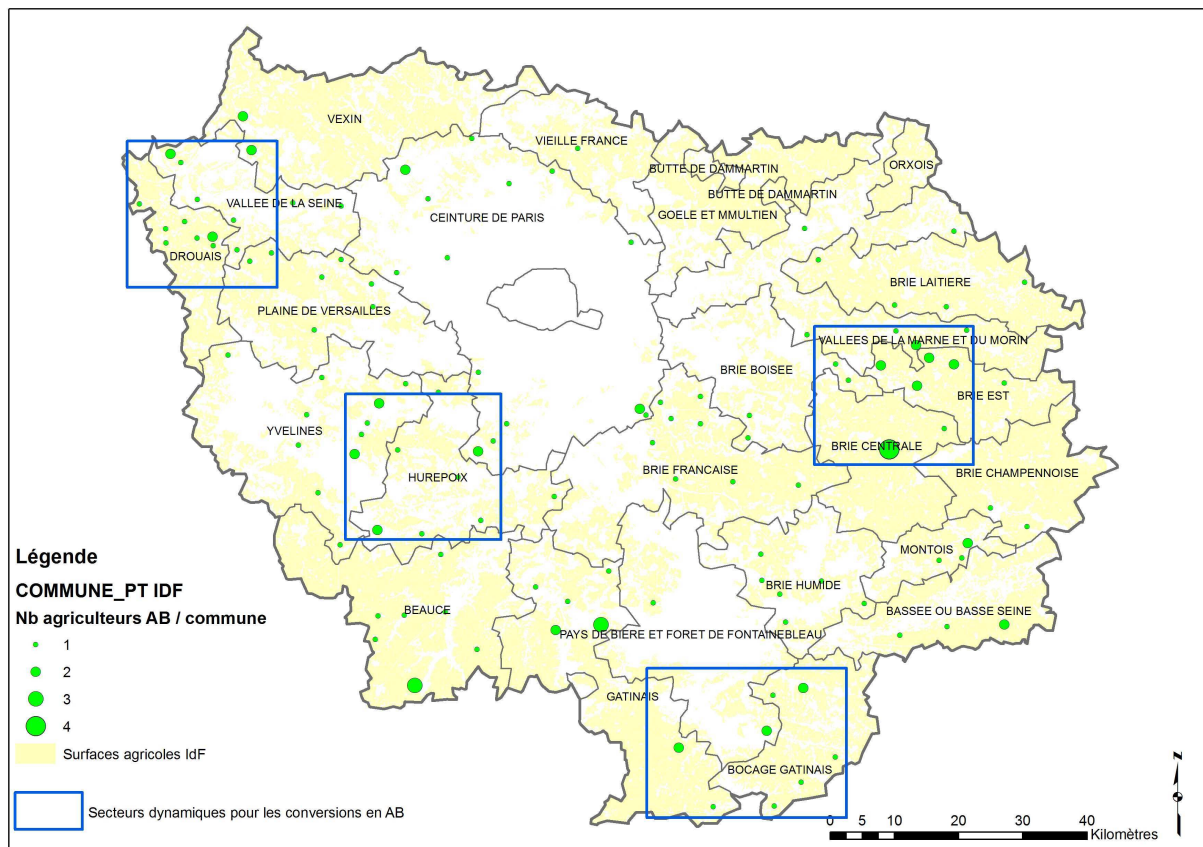 VEXIN
VIEILLE FRANCE
BUTTE DE DAMMARTIN
ORXOIS
BUTTE DE DAMMARTIN
VALLEE DE LA SEINE
CEINTURE DE PARIS
GOELE ET MMULTIEN
DROUAIS
BRIE LAITIERE
PLAINE DE VERSAILLES
VALLEES DE LA MARNE ET DU MORIN
BRIE BOISEE
BRIE EST
YVELINES
BRIE CENTRALE
HUREPOIX
BRIE FRANCAISE
BRIE CHAMPENNOISE
MONTOIS
BRIE HUMIDE
BEAUCE
BASSEE OU BASSE SEINE
PAYS DE BIERE ET FORET DE FONTAINEBLEAU
GATINAIS
BOCAGE GATINAIS
Légende
COMMUNE_PT IDF
Nb agriculteurs AB / commune
1
2
3
4
Surfaces agricoles IdF
Secteurs dynamiques pour les conversions en AB
N
0 5 10 20 30 40
Kilomètres